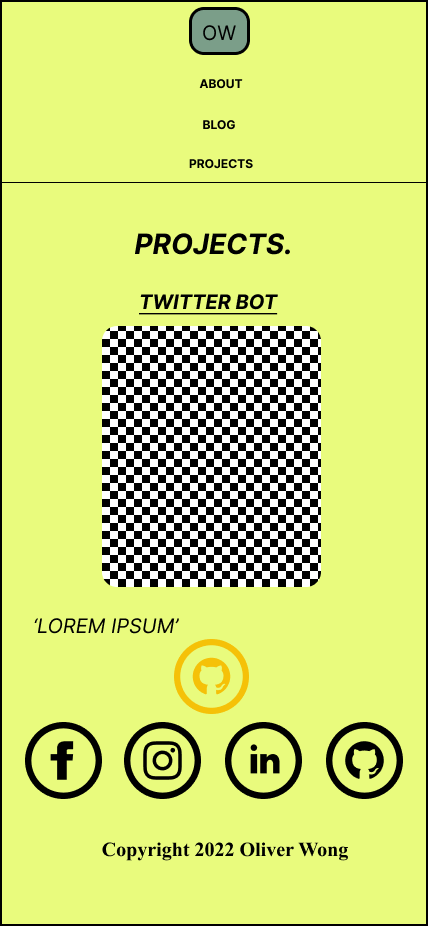 OW
ABOUT
BLOG
PROJECTS
PROJECTS.
TWITTER BOT
‘LOREM IPSUM’
Copyright 2022 Oliver Wong